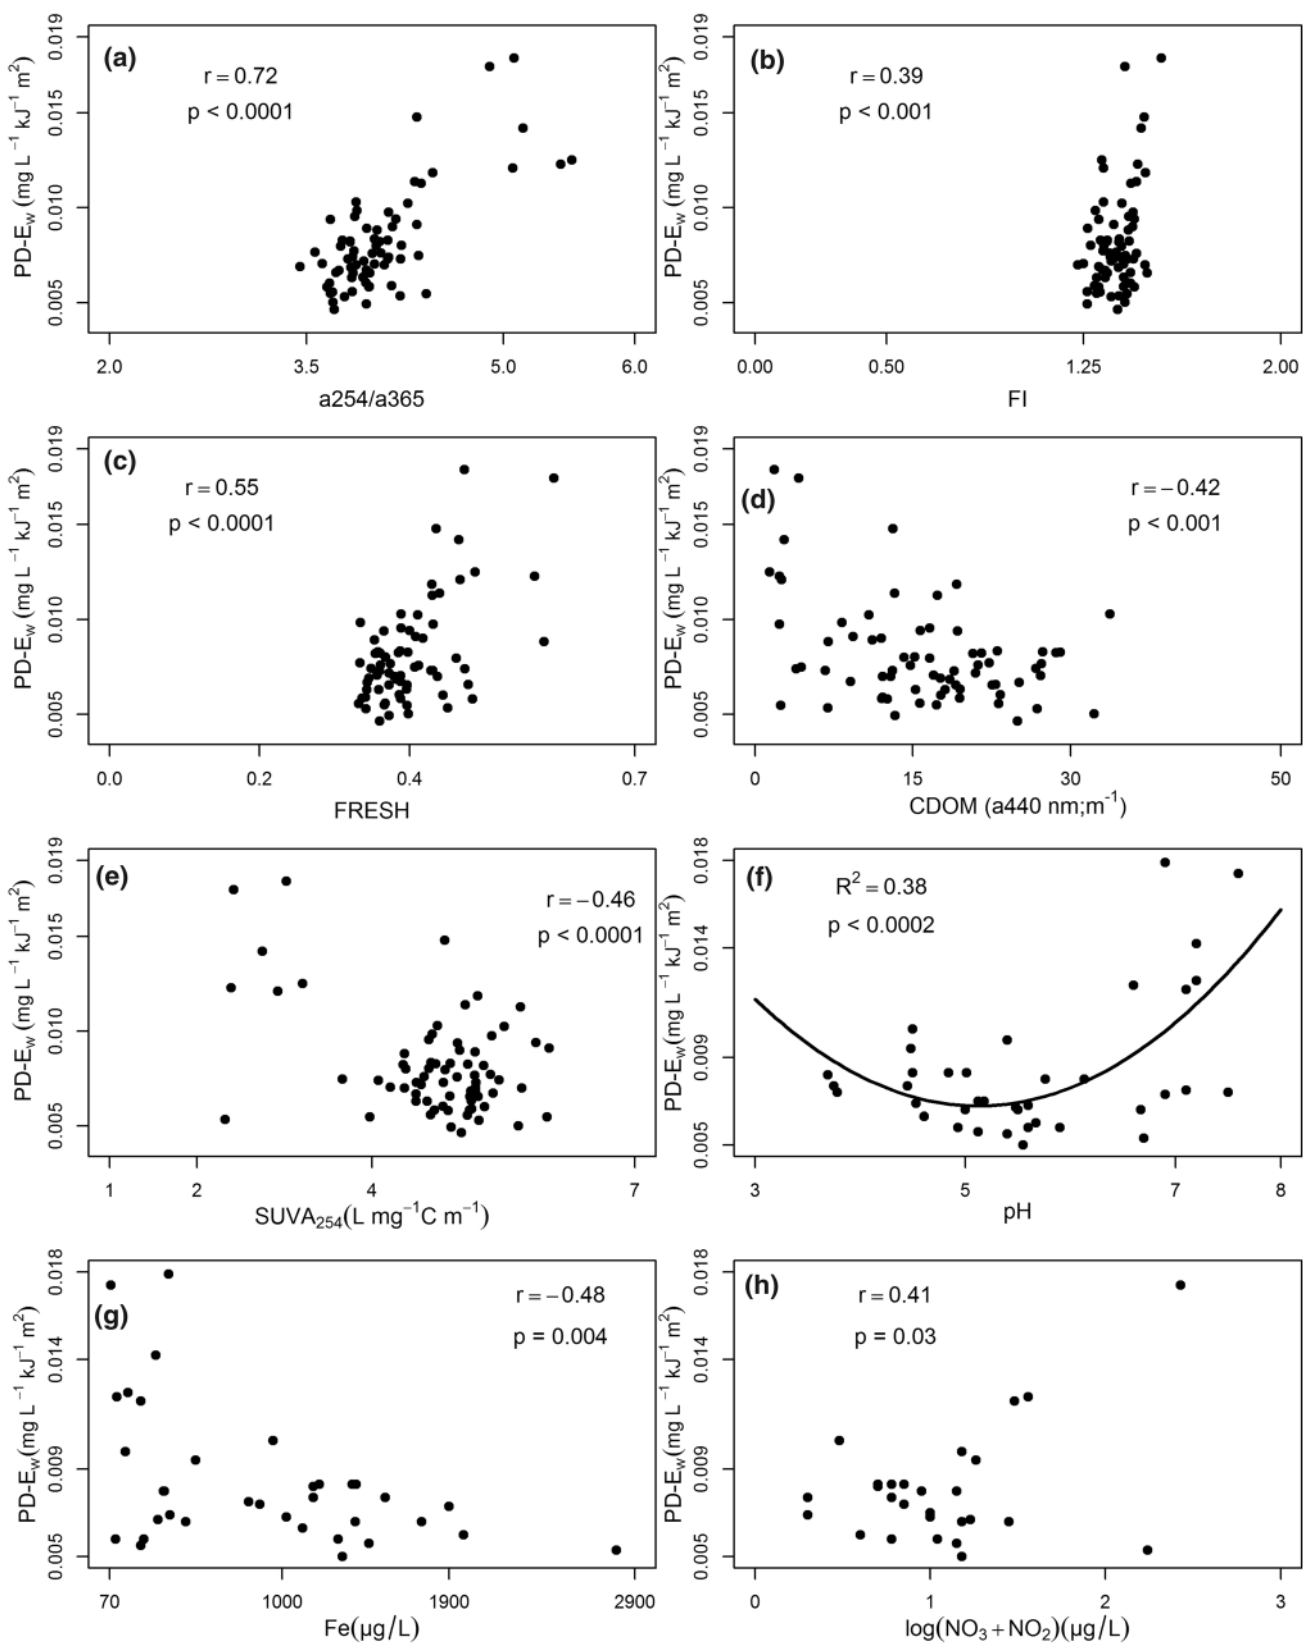 (a)
r = 0.72
p < 0.0001
PD-Ew (mg L⁻¹ kJ⁻¹ m²)
0.019
0.015
0.010
0.005
2.0 3.5 5.0 6.0
a254/a365
(b)
r = 0.39
p < 0.001
PD-Ew (mg L⁻¹ kJ⁻¹ m²)
0.019
0.015
0.010
0.005
0.00 0.50 1.25 2.00
FI
(c)
r = 0.55
p < 0.0001
PD-Ew (mg L⁻¹ kJ⁻¹ m²)
0.019
0.015
0.010
0.005
0.0 0.2 0.4 0.7
FRESH
(d)
r = −0.42
p < 0.001
PD-Ew (mg L⁻¹ kJ⁻¹ m²)
0.019
0.015
0.010
0.005
0 15 30 50
CDOM (a440 nm;m⁻¹)
(e)
r = −0.46
p < 0.0001
PD-Ew (mg L⁻¹ kJ⁻¹ m²)
0.019
0.015
0.010
0.005
1 2 4 7
SUVA₂₅₄(L mg⁻¹C m⁻¹)
(f)
R² = 0.38
p < 0.0002
PD-Ew(mg L⁻¹ kJ⁻¹ m²)
0.018
0.014
0.009
0.005
3 5 7 8
pH
(g)
r = −0.48
p = 0.004
PD-Ew(mg L⁻¹ kJ⁻¹ m²)
0.018
0.014
0.009
0.005
70 1000 1900 2900
Fe(µg/L)
(h)
r = 0.41
p = 0.03
PD-Ew(mg L⁻¹ kJ⁻¹ m²)
0.018
0.014
0.009
0.005
0 1 2 3
log(NO₃+NO₂)(µg/L)